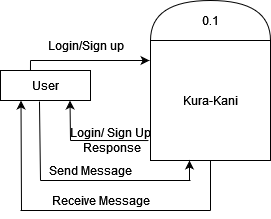 0.1
Login/Sign up
User
Kura-Kani
Login/ Sign Up
Response
Send Message
Receive Message